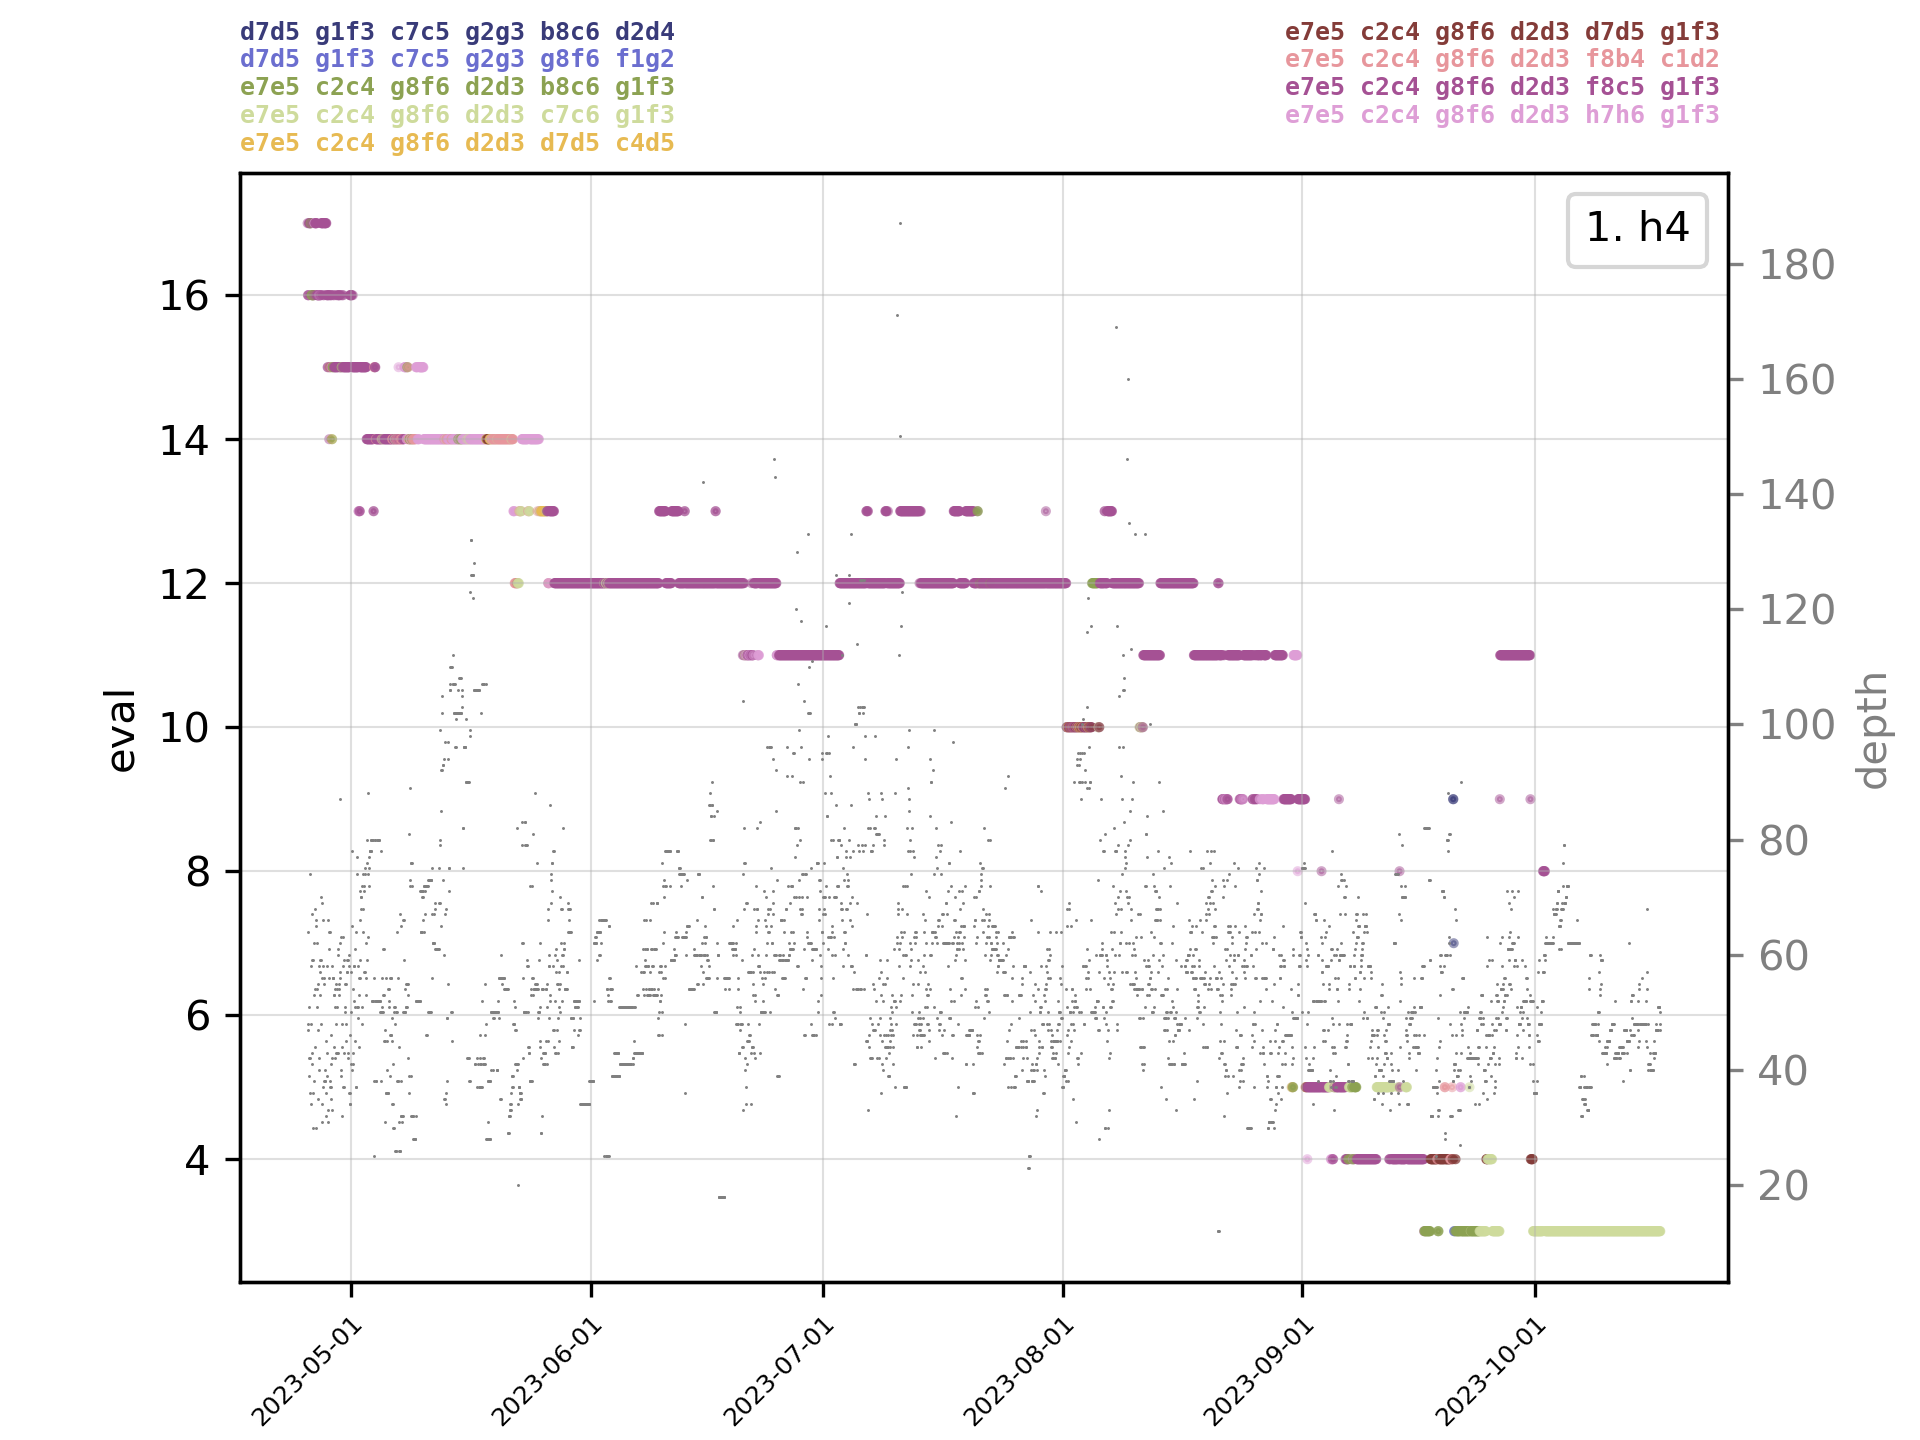 d7d5 g1f3 c7c5 g2g3 b8c6 d2d4
d7d5 g1f3 c7c5 g2g3 g8f6 f1g2
e7e5 c2c4 g8f6 d2d3 b8c6 g1f3
e7e5 c2c4 g8f6 d2d3 c7c6 g1f3
e7e5 c2c4 g8f6 d2d3 d7d5 c4d5
e7e5 c2c4 g8f6 d2d3 d7d5 g1f3
e7e5 c2c4 g8f6 d2d3 f8b4 c1d2
e7e5 c2c4 g8f6 d2d3 f8c5 g1f3
e7e5 c2c4 g8f6 d2d3 h7h6 g1f3
1. h4
eval
16
14
12
10
8
6
4
180
160
140
120
100
80
60
40
20
depth
2023-05-01
2023-06-01
2023-07-01
2023-08-01
2023-09-01
2023-10-01